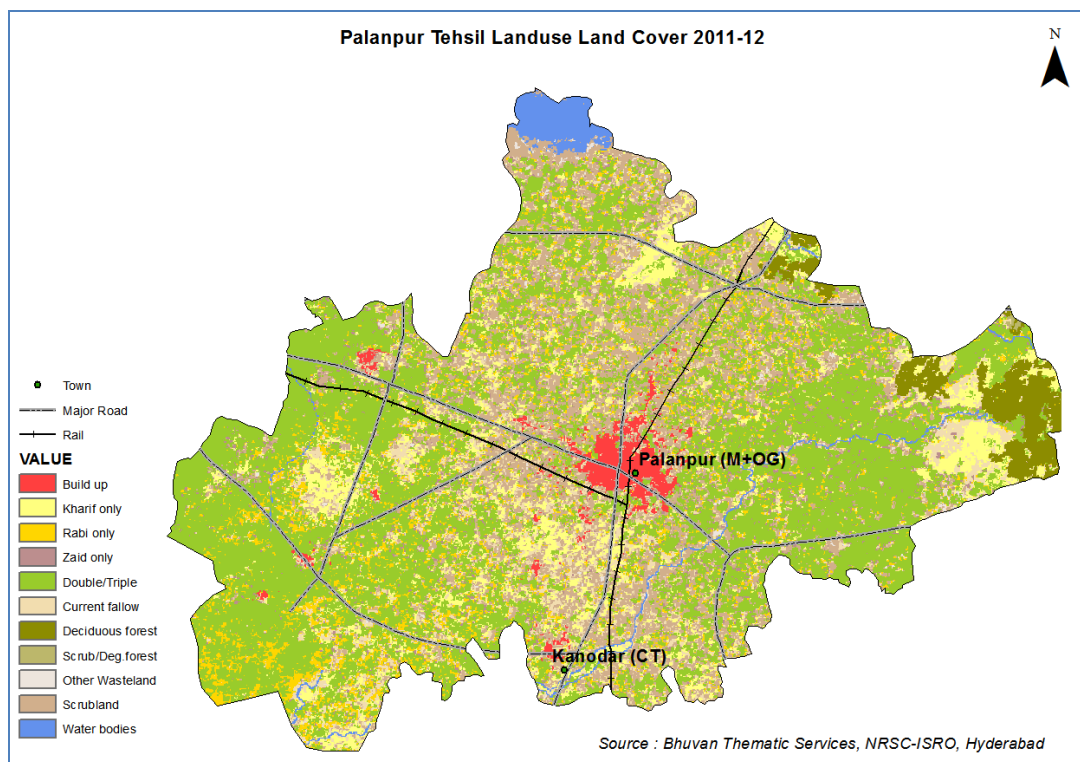 Palanpur Tehsil Landuse Land Cover 2011-12
N
Town
Major Road
Rail
VALUE
Build up
Kharif only
Rabi only
Zaid only
Double/Triple
Current fallow
Deciduous forest
Scrub/Deg.forest
Other Wasteland
Scrubland
Water bodies
Palanpur (M+OG)
Kanodar (CT)
Source : Bhuvan Thematic Services, NRSC-ISRO, Hyderabad